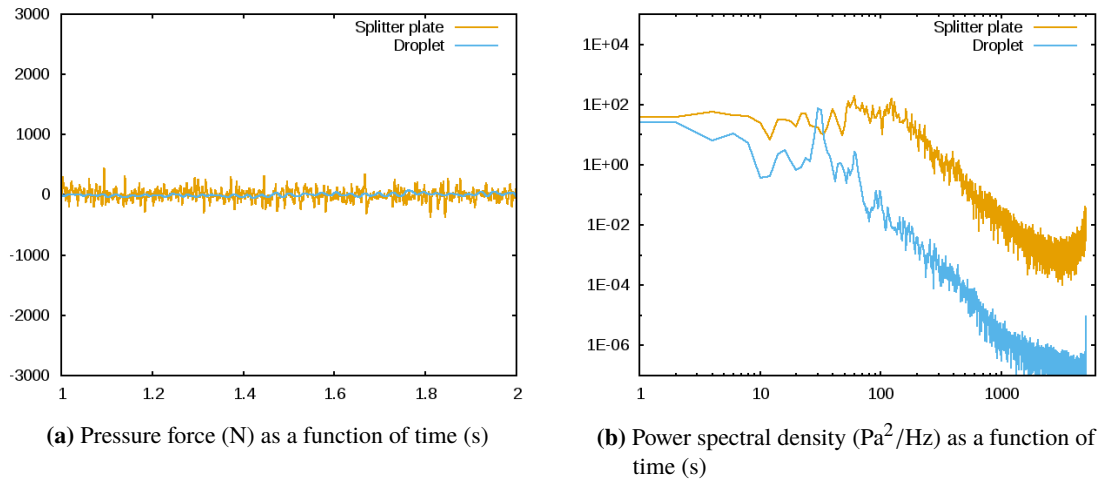 3000
2000
1000
0
-1000
-2000
-3000
1
1.2
1.4
1.6
1.8
2
Splitter plate
Droplet
(a) Pressure force (N) as a function of time (s)
1E+04
1E+02
1E+00
1E-02
1E-04
1E-06
1
10
100
1000
Splitter plate
Droplet
(b) Power spectral density (Pa²/Hz) as a function of
time (s)